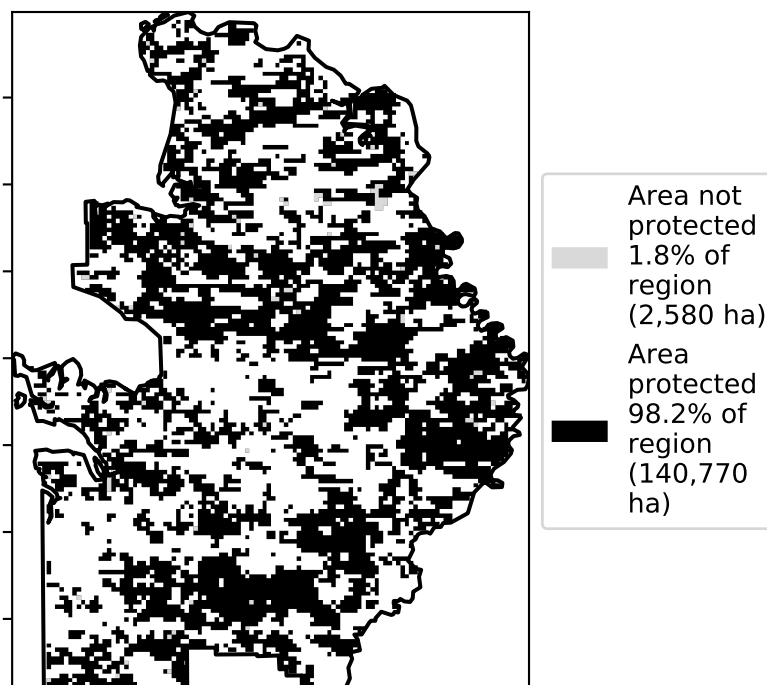 Area not
protected
1.8% of
region
(2,580 ha)
Area
protected
98.2% of
region
(140,770
ha)